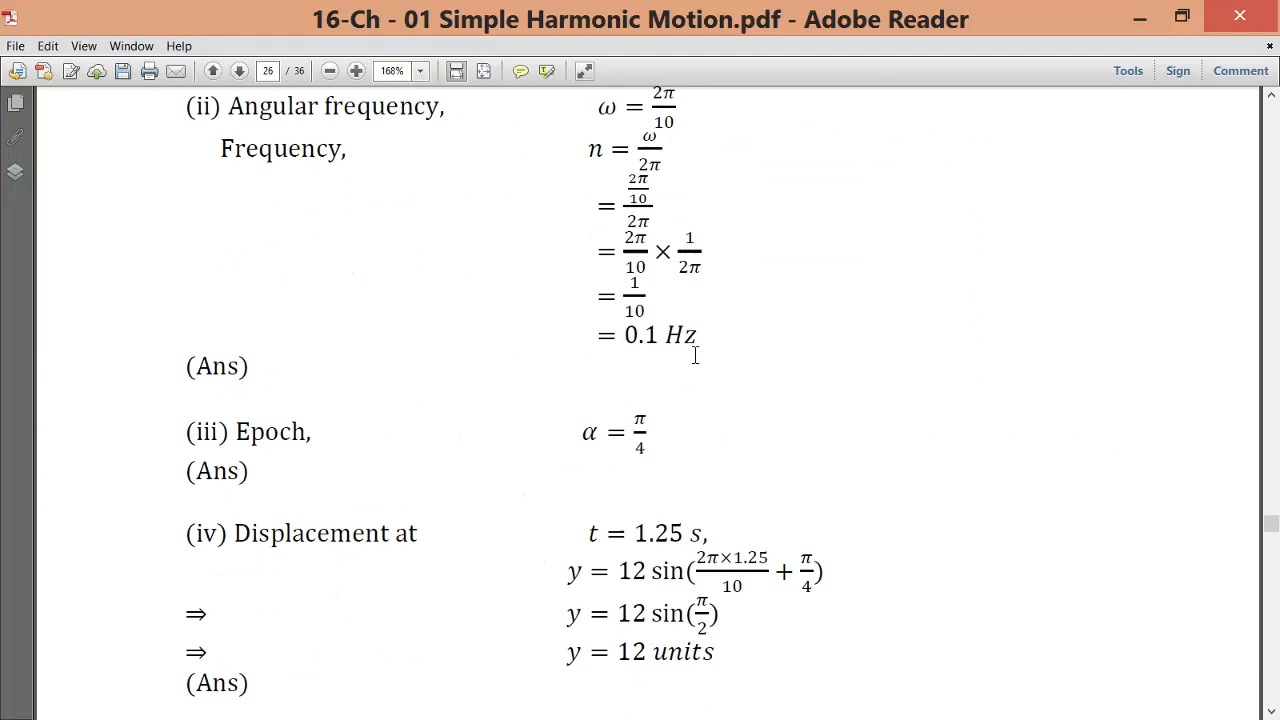 16-Ch - 01 Simple Harmonic Motion.pdf - Adobe Reader
File Edit View Window Help
26 / 36 168% Tools Sign Comment
(ii) Angular frequency, ω = 2π/10
Frequency, n = ω/2π
= (2π/10)/2π
= 2π/10 × 1/2π
= 1/10
= 0.1 Hz
(Ans)
(iii) Epoch, α = π/4
(Ans)
(iv) Displacement at t = 1.25 s,
y = 12 sin(2π×1.25/10 + π/4)
⇒ y = 12 sin(π/2)
⇒ y = 12 units
(Ans)